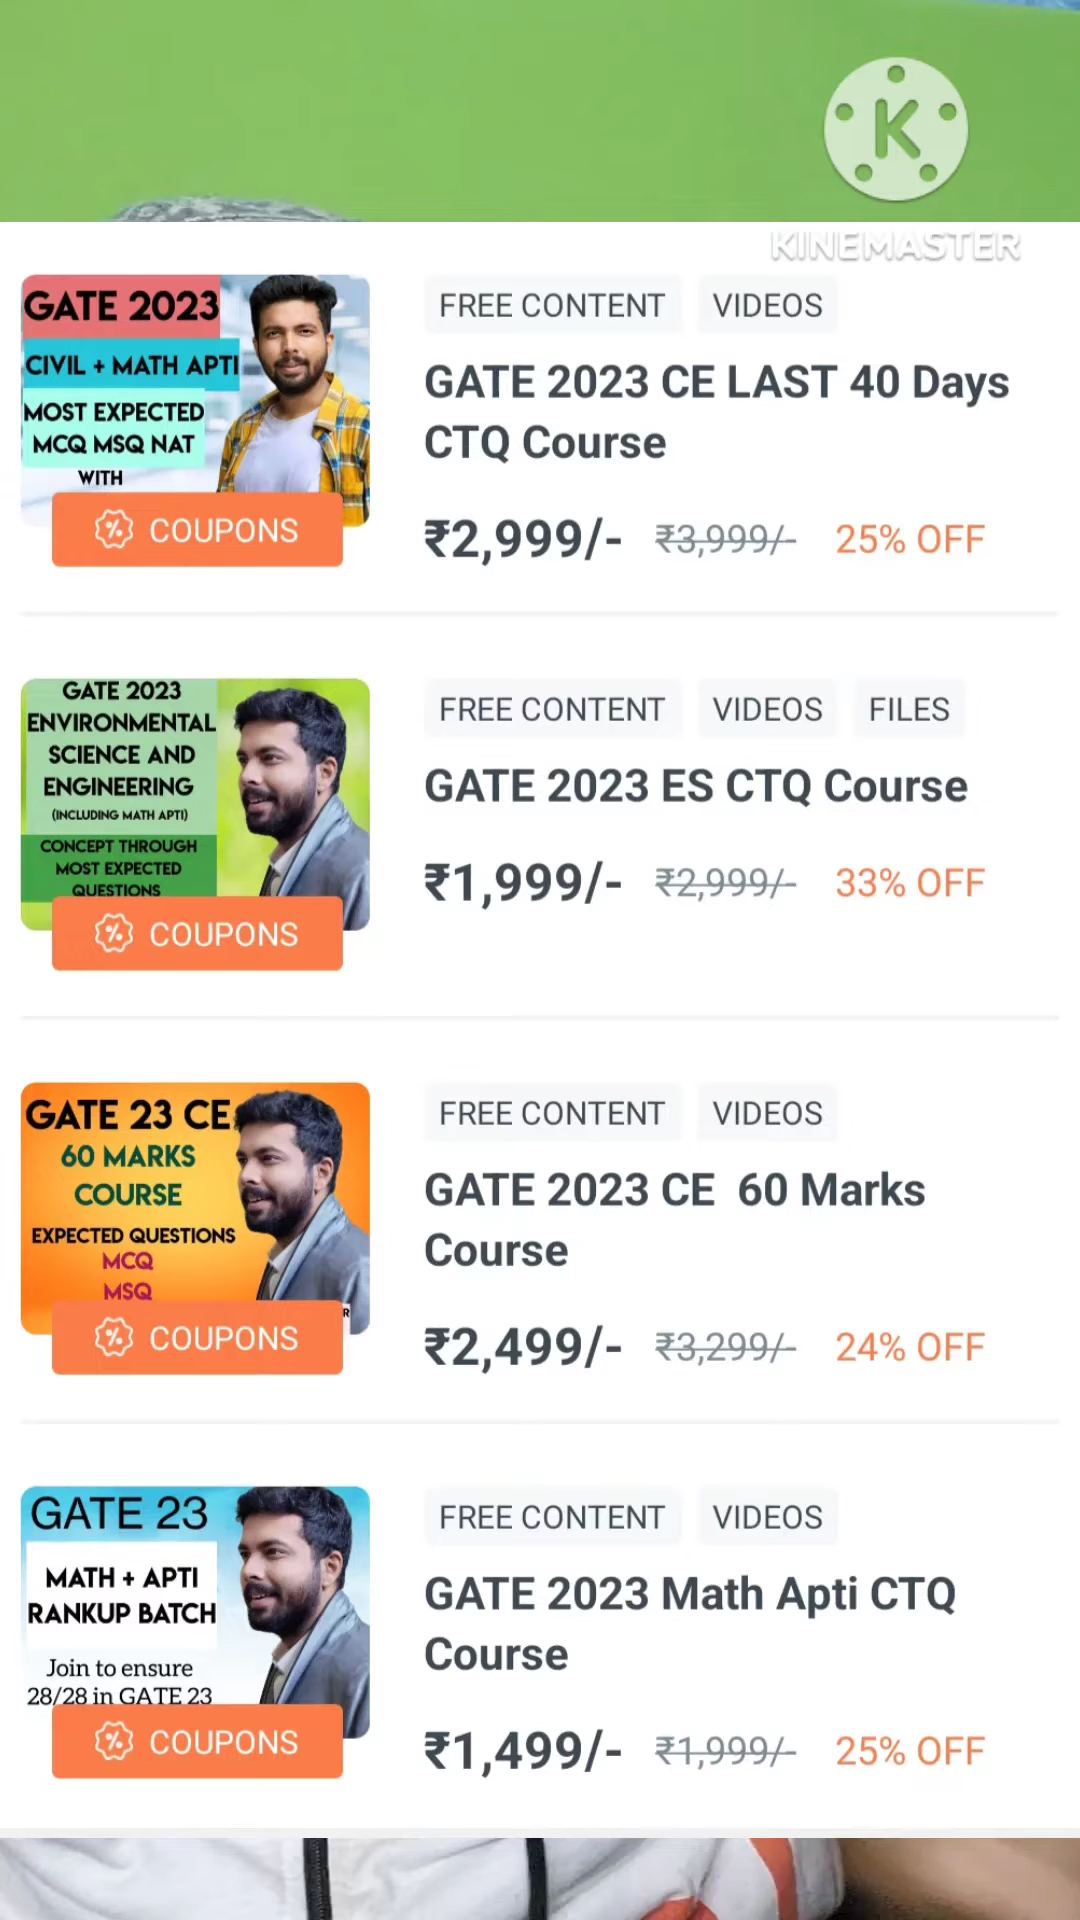 K
KINEMASTER
GATE 2023
CIVIL + MATH APTI
MOST EXPECTED
MCQ MSQ NAT
WITH
COUPONS
FREE CONTENT VIDEOS
GATE 2023 CE LAST 40 Days
CTQ Course
₹2,999/- ₹3,999/- 25% OFF
GATE 2023
ENVIRONMENTAL
SCIENCE AND
ENGINEERING
(INCLUDING MATH APTI)
CONCEPT THROUGH
MOST EXPECTED
QUESTIONS
COUPONS
FREE CONTENT VIDEOS FILES
GATE 2023 ES CTQ Course
₹1,999/- ₹2,999/- 33% OFF
GATE 23 CE
60 MARKS
COURSE
EXPECTED QUESTIONS
MCQ
MSQ
R
COUPONS
FREE CONTENT VIDEOS
GATE 2023 CE 60 Marks
Course
₹2,499/- ₹3,299/- 24% OFF
GATE 23
MATH + APTI
RANKUP BATCH
Join to ensure
28/28 in GATE 23
COUPONS
FREE CONTENT VIDEOS
GATE 2023 Math Apti CTQ
Course
₹1,499/- ₹1,999/- 25% OFF